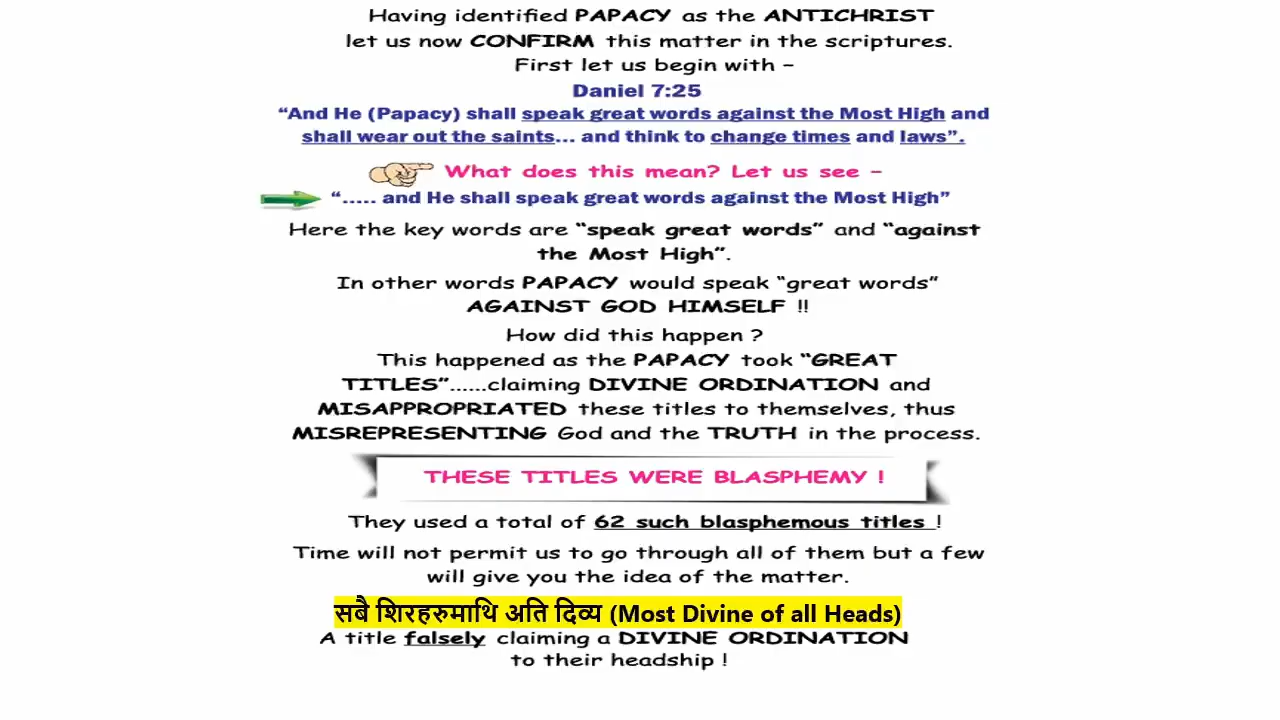 Having identified PAPACY as the ANTICHRIST
let us now CONFIRM this matter in the scriptures.
First let us begin with –
Daniel 7:25
“And He (Papacy) shall speak great words against the Most High and
shall wear out the saints... and think to change times and laws”.
What does this mean? Let us see –
“..... and He shall speak great words against the Most High”
Here the key words are “speak great words” and “against
the Most High”.
In other words PAPACY would speak “great words”
AGAINST GOD HIMSELF !!
How did this happen ?
This happened as the PAPACY took “GREAT
TITLES”......claiming DIVINE ORDINATION and
MISAPPROPRIATED these titles to themselves, thus
MISREPRESENTING God and the TRUTH in the process.
THESE TITLES WERE BLASPHEMY !
They used a total of 62 such blasphemous titles !
Time will not permit us to go through all of them but a few
will give you the idea of the matter.
सबै शिरहरुमाथि अति दिव्य (Most Divine of all Heads)
A title falsely claiming a DIVINE ORDINATION
to their headship !